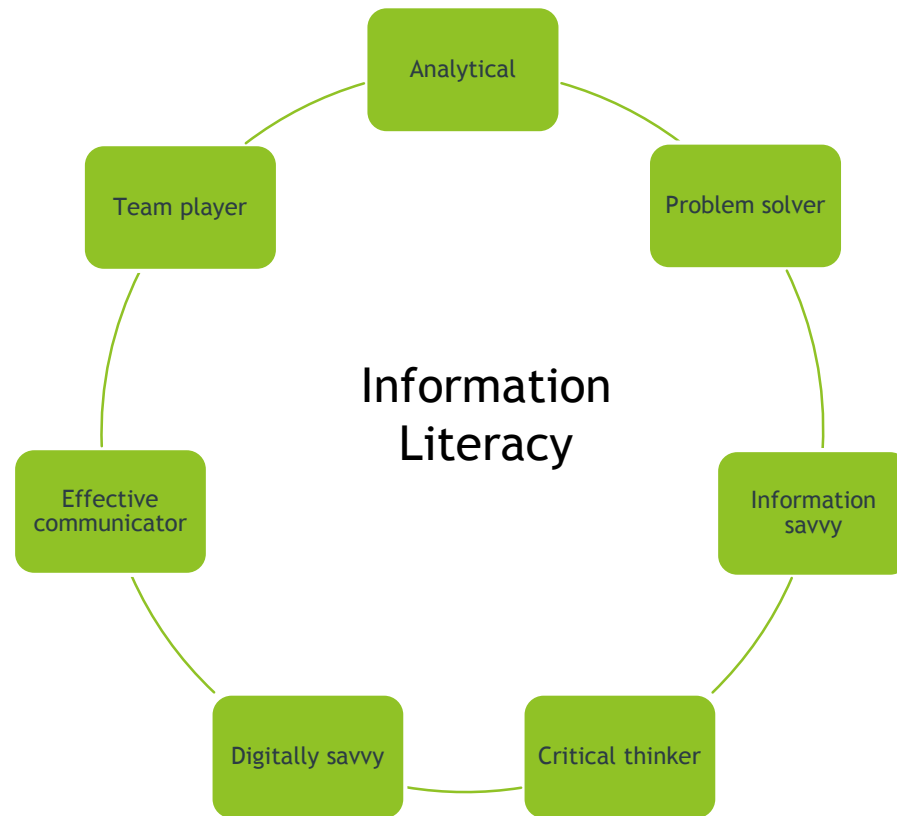 Analytical
Problem solver
Information
savvy
Critical thinker
Digitally savvy
Effective
communicator
Team player
Information
Literacy